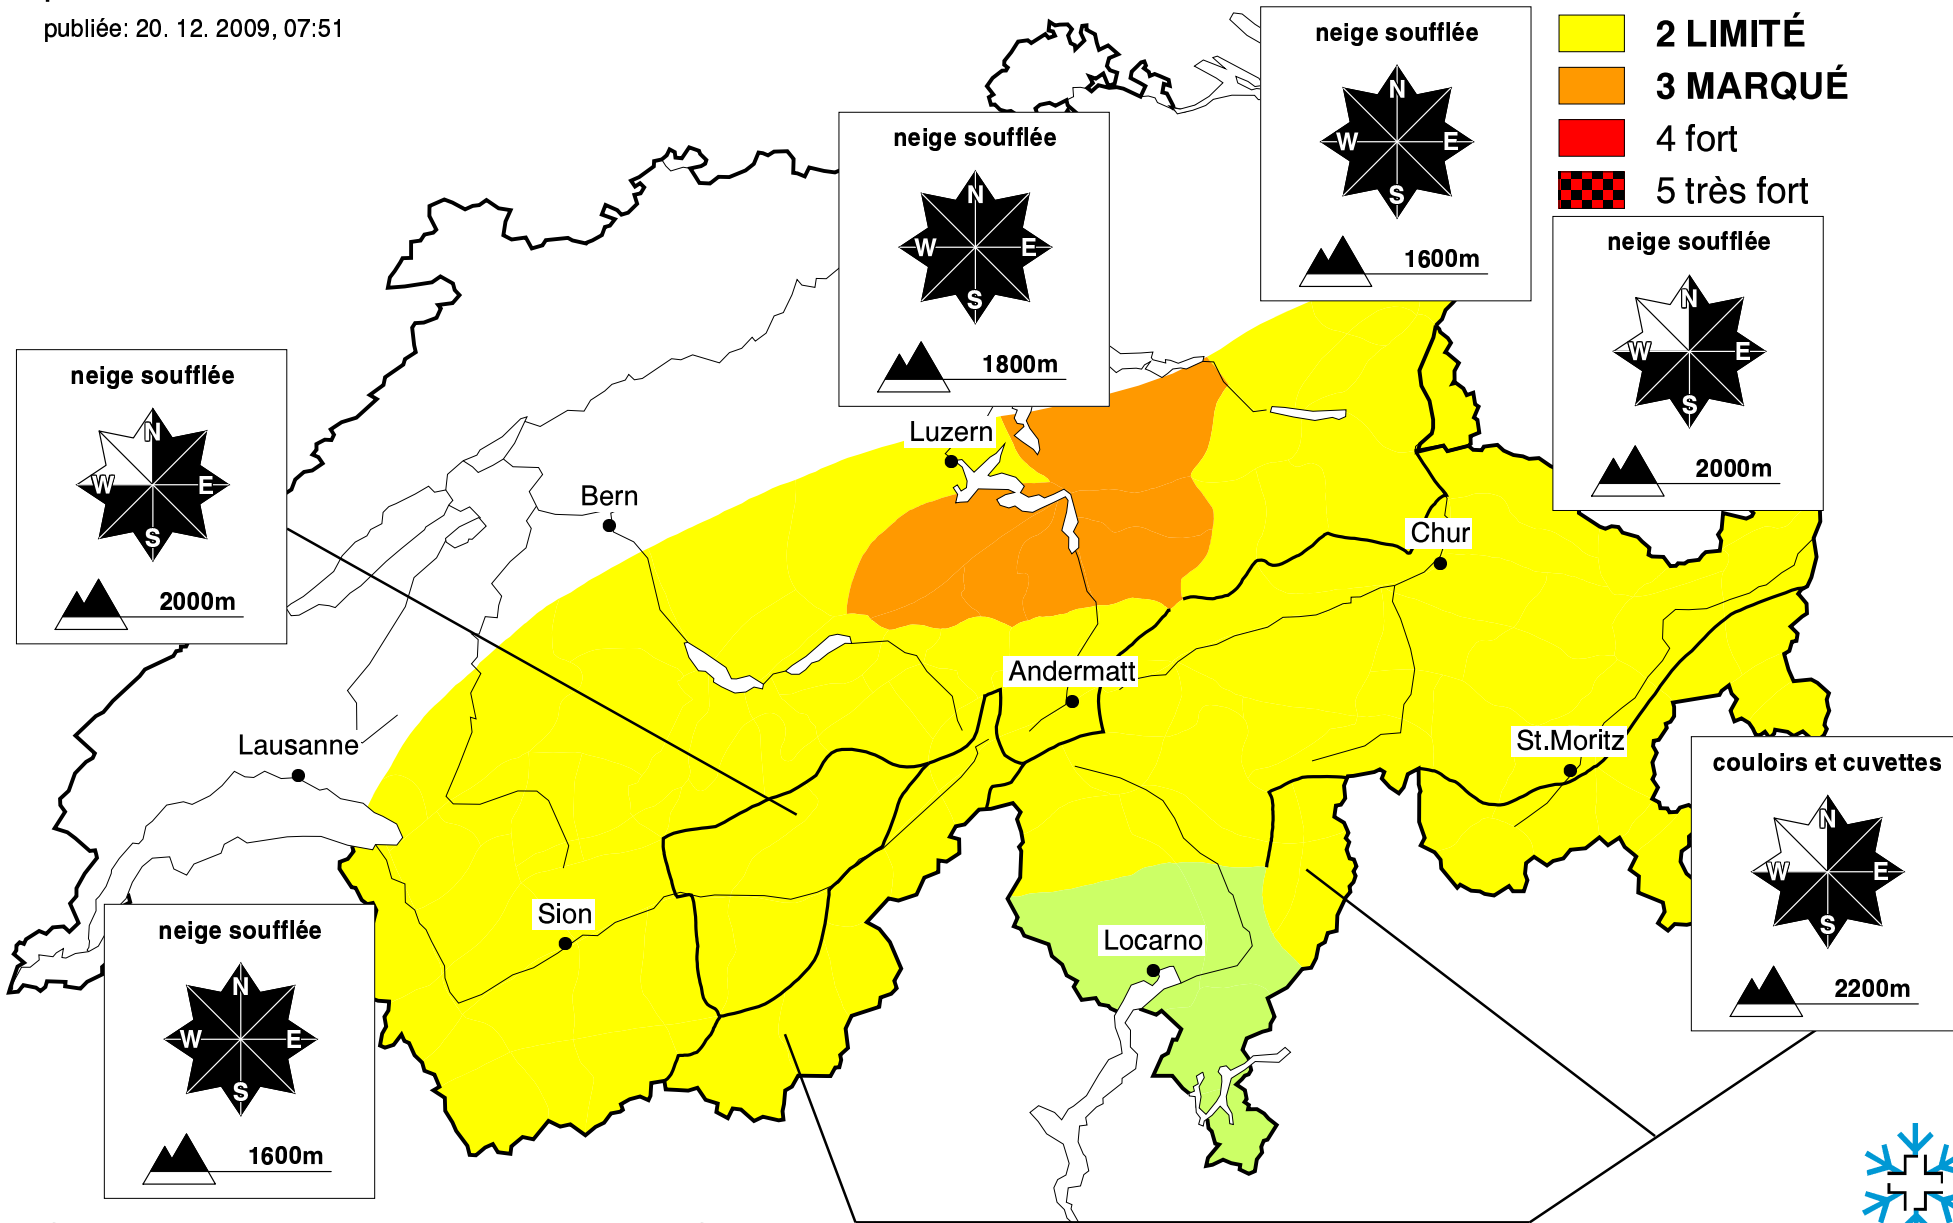 publiée: 20. 12. 2009, 07:51
2 LIMITÉ
3 MARQUÉ
4 fort
5 très fort
neige soufflée
N
W E
S
1600m
neige soufflée
N
W E
S
1800m
neige soufflée
N
W E
S
2000m
neige soufflée
N
W E
S
2000m
Luzern
Bern
Chur
Andermatt
Lausanne
St.Moritz
couloirs et cuvettes
N
W E
S
2200m
Sion
Locarno
neige soufflée
N
W E
S
1600m